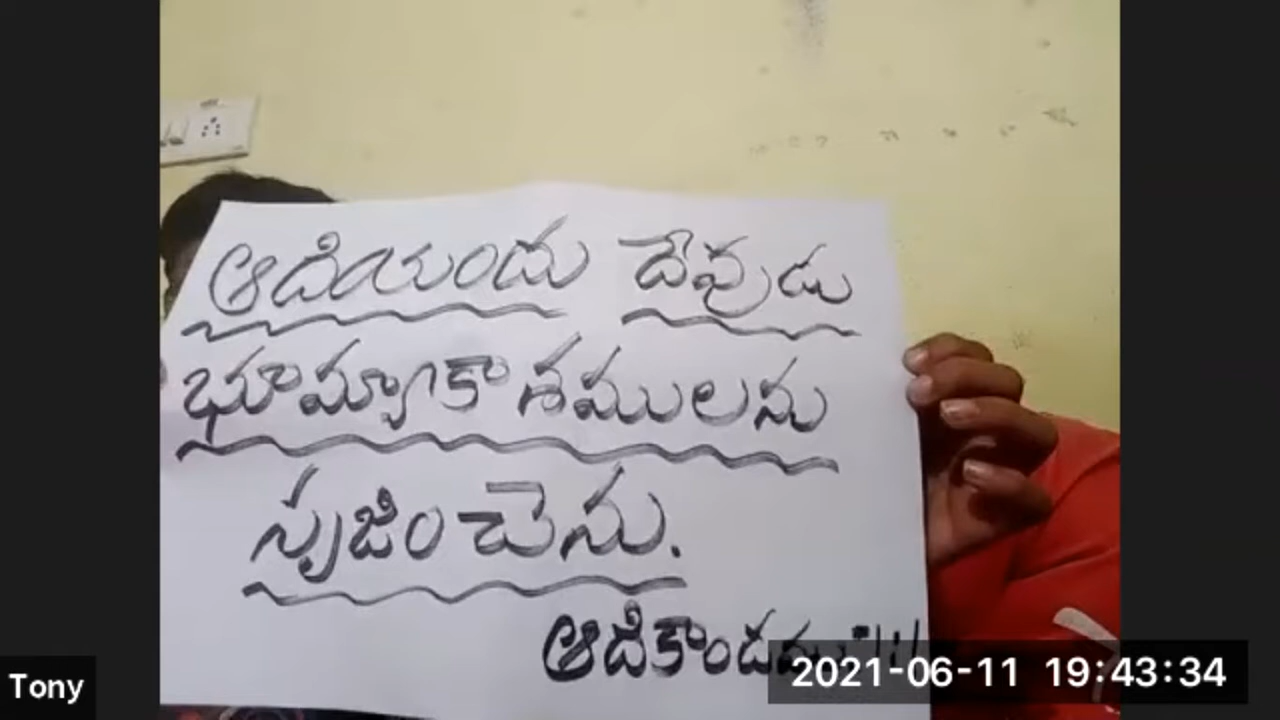 ఆదియందు దేవుడు
భూమ్యాకాశములను
సృజించెను.
ఆదికాండము
2021-06-11 19:43:34
Tony